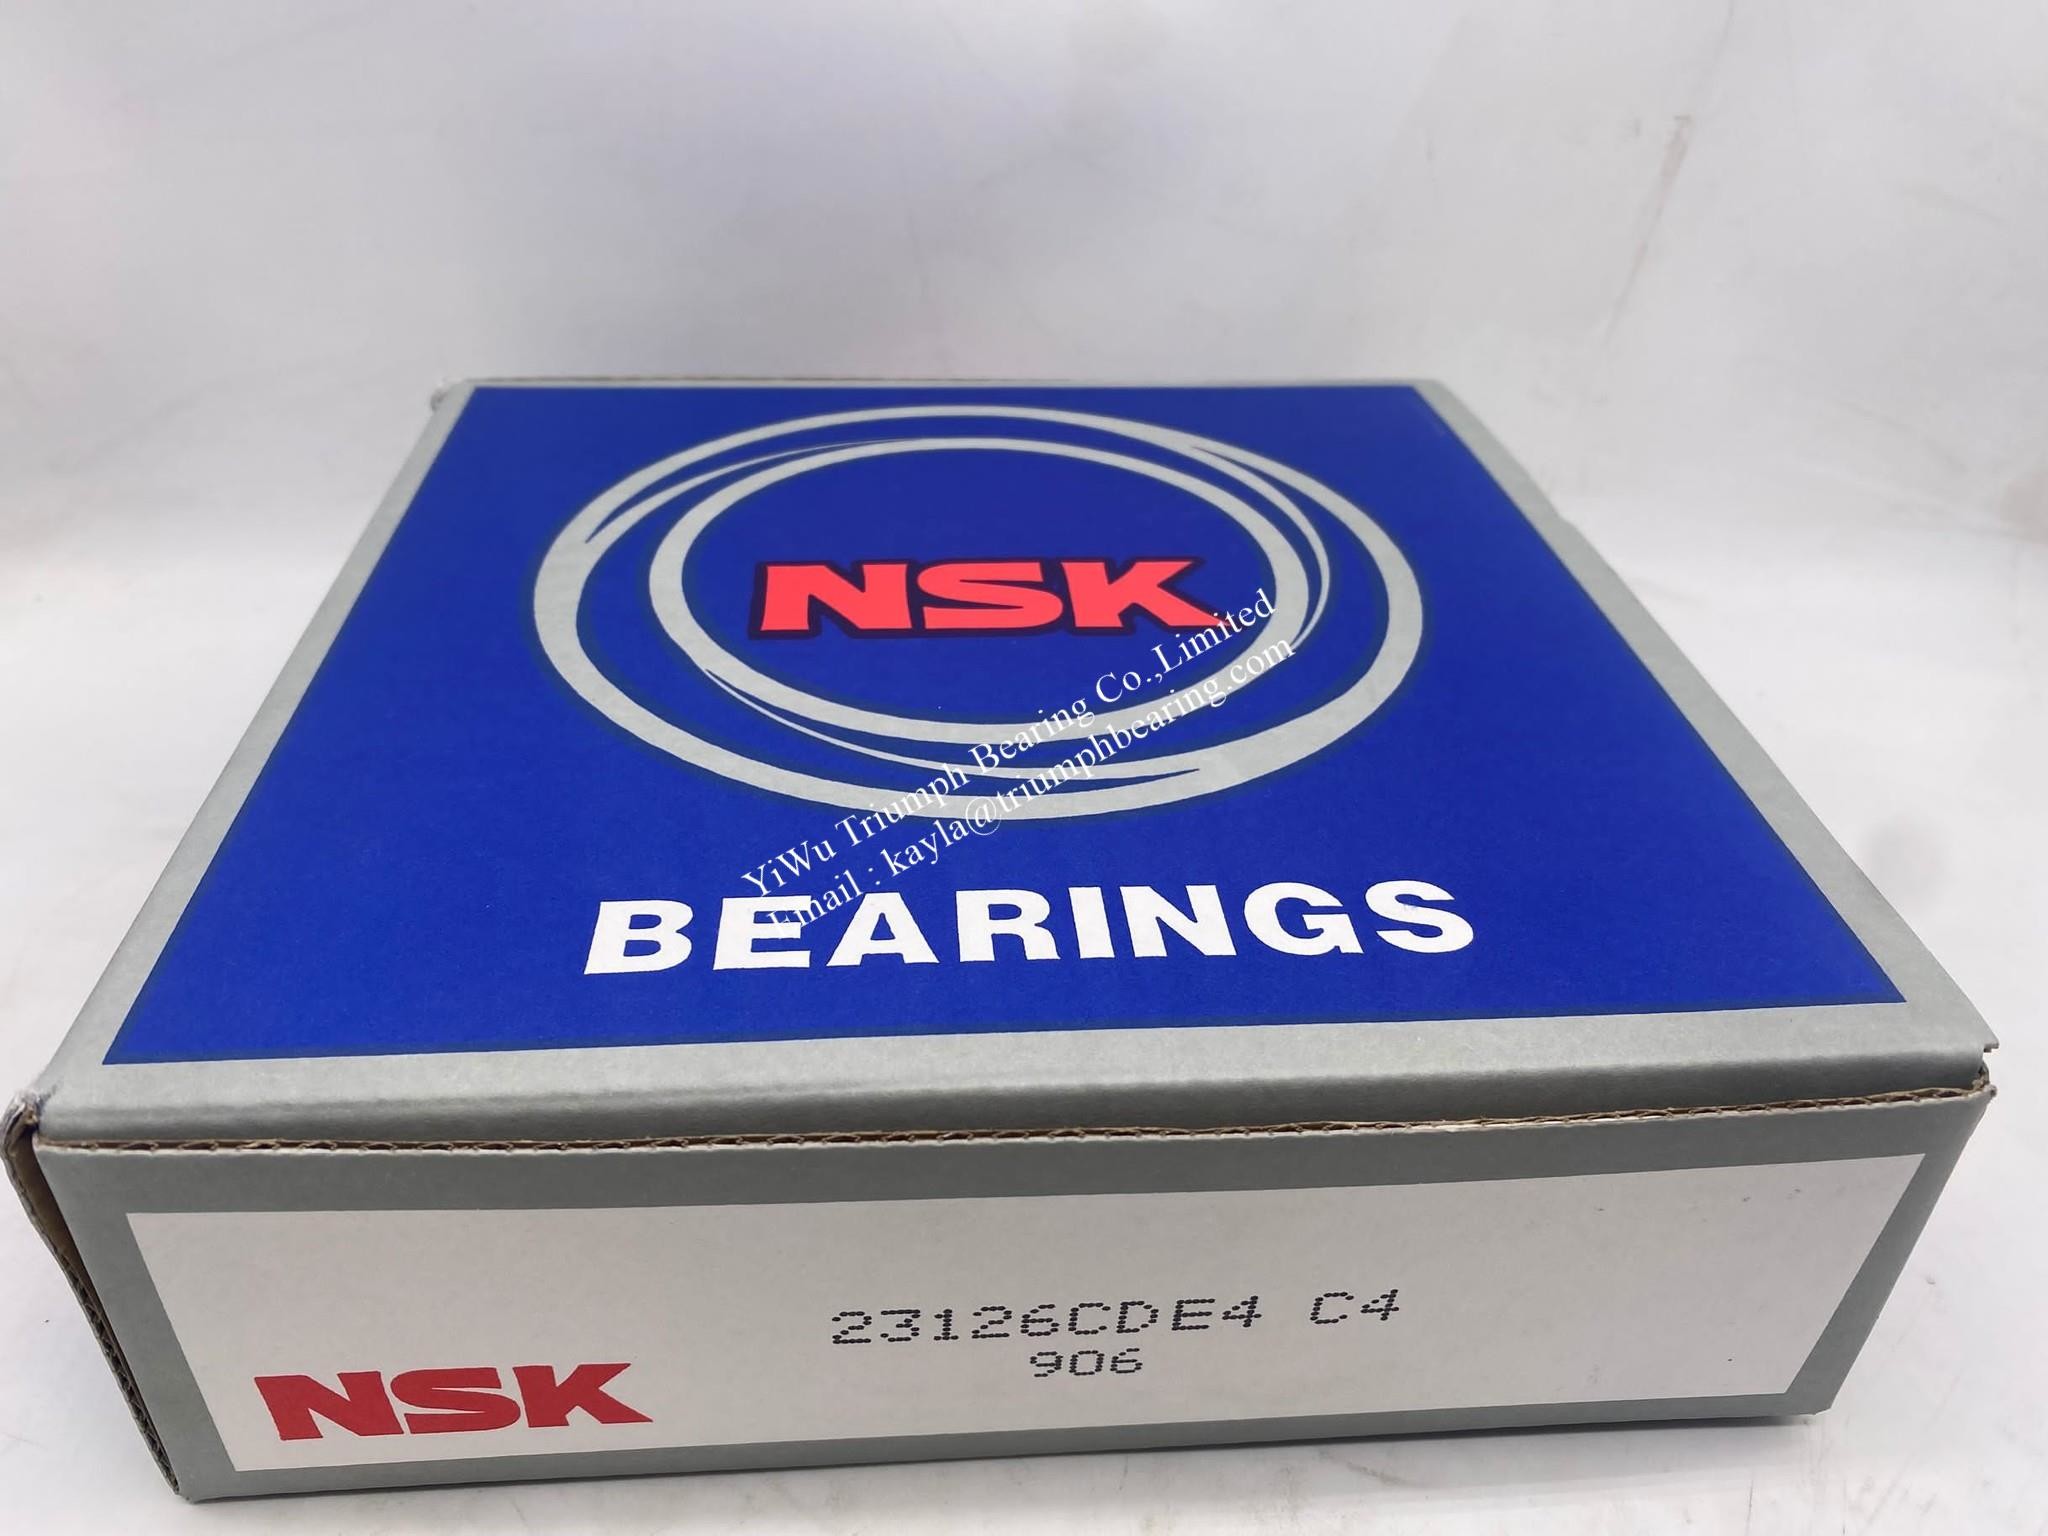 NSK
YiWu Triumph Bearing Co.,Limited
Email : kayla@triumphbearing.com
BEARINGS
23126CDE4 C4
906
NSK